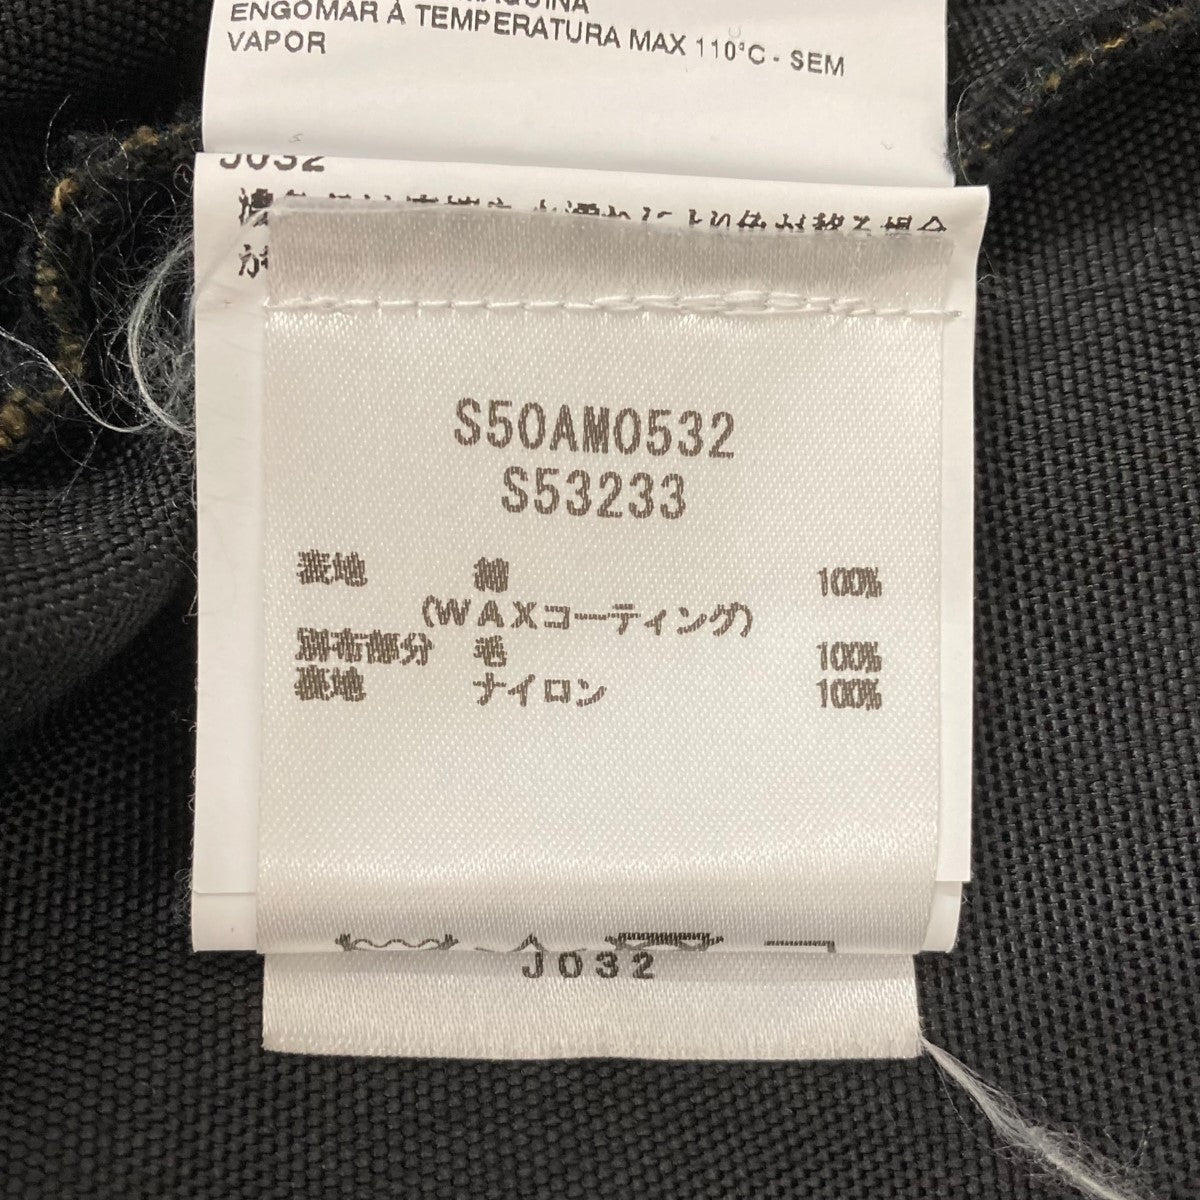 ENGOMAR À TEMPERATURA MAX 110°C - SEM
VAPOR
J032
S50AM0532
S53233
表地 綿 100%
(WAXコーティング)
別布部分 毛 100%
裏地 ナイロン 100%
J032